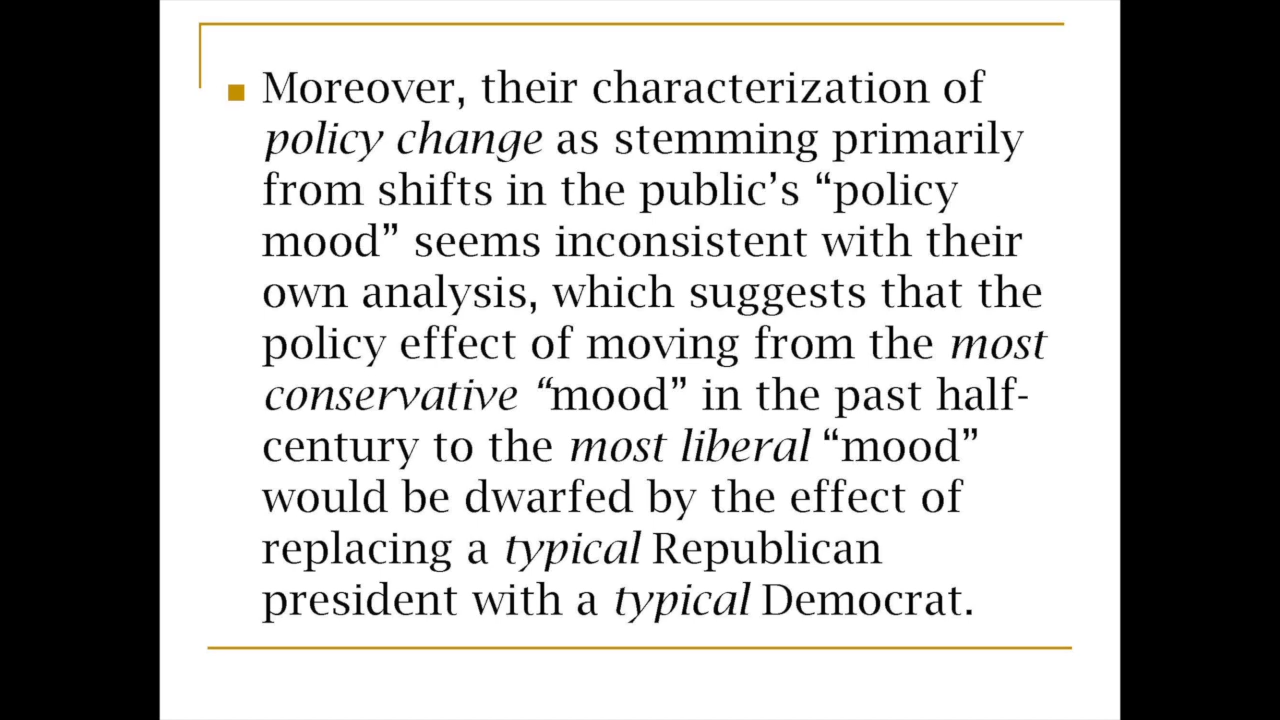 Moreover, their characterization of
policy change as stemming primarily
from shifts in the public’s “policy
mood” seems inconsistent with their
own analysis, which suggests that the
policy effect of moving from the most
conservative “mood” in the past half-
century to the most liberal “mood”
would be dwarfed by the effect of
replacing a typical Republican
president with a typical Democrat.